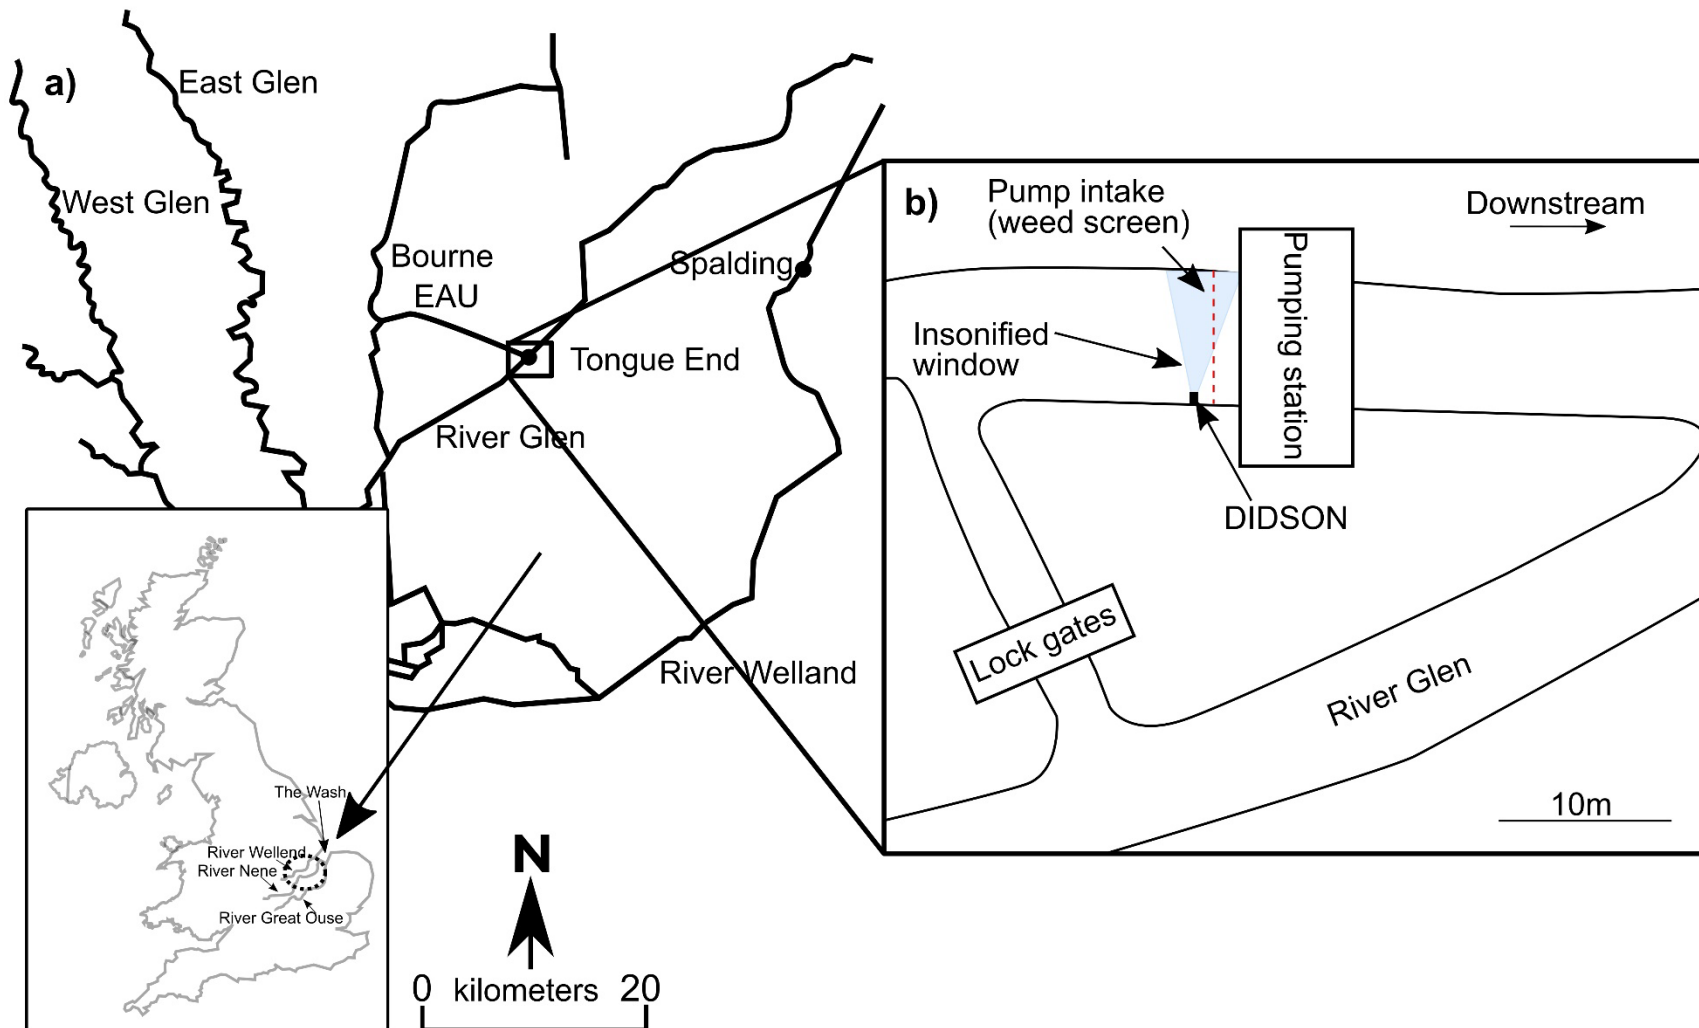 a)
East Glen
West Glen
Bourne
EAU
Spalding
Tongue End
River Glen
River Welland
The Wash
River Wellend
River Nene
River Great Ouse
N
0 kilometers 20
b)
Pump intake
(weed screen)
Downstream
Insonified
window
Pumping station
DIDSON
Lock gates
River Glen
10m